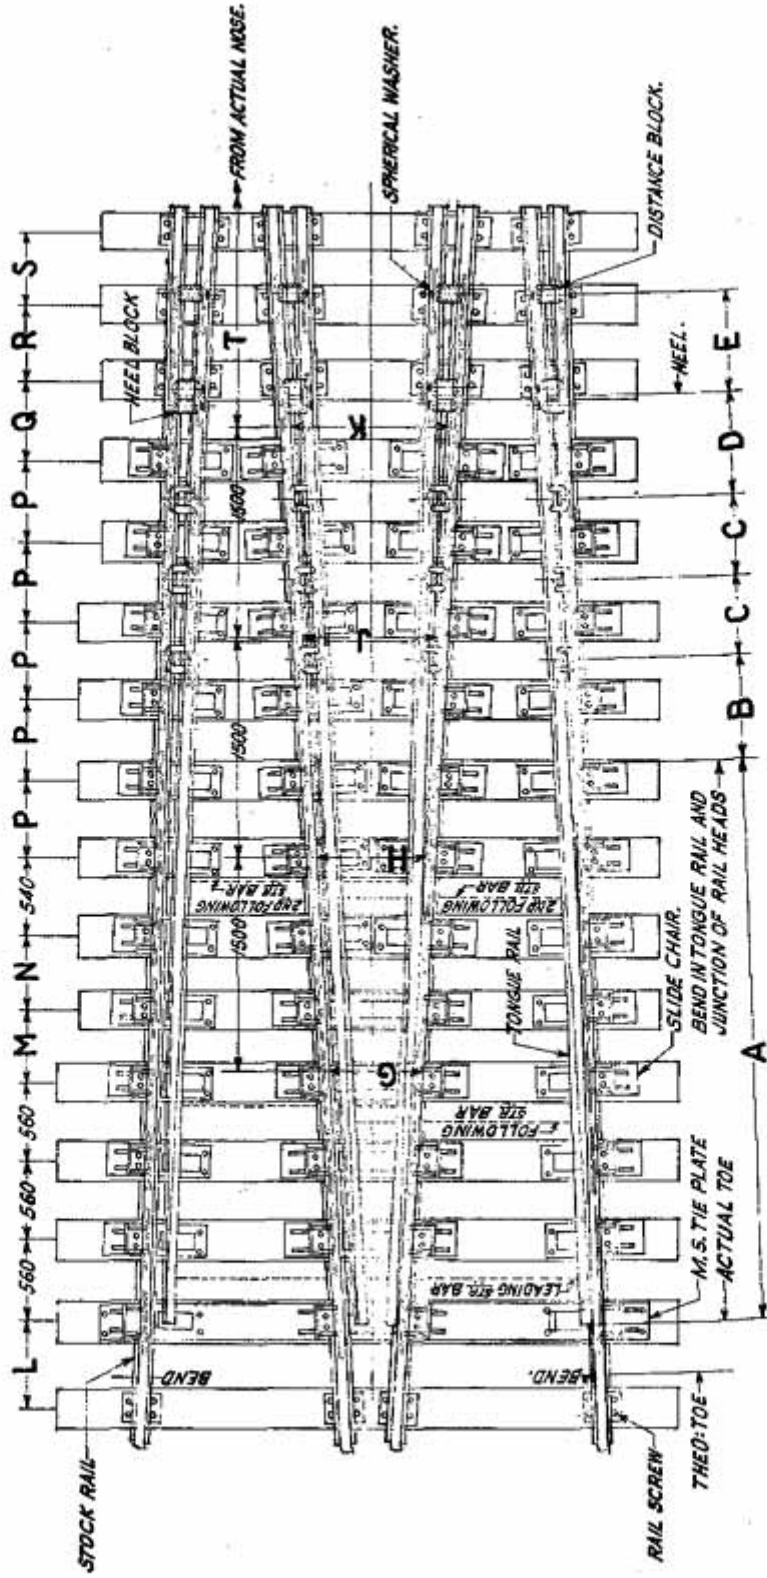 L
560
560
560
M
N
540
P
P
P
P
P
Q
R
S
STOCK RAIL
HEEL BLOCK
FROM ACTUAL NOSE.
T
SPHERICAL WASHER.
DISTANCE BLOCK.
1500
1500
1500
G
H
J
K
BEND
BEND.
LEADING STR. BAR
FOLLOWING
STR. BAR
2ND FOLLOWING
STR. BAR
2ND FOLLOWING
STR. BAR
TONGUE RAIL
HEEL.
SLIDE CHAIR.
BEND IN TONGUE RAIL AND
JUNCTION OF RAIL HEADS
M.S. TIE PLATE
ACTUAL TOE
RAIL SCREW
THEO: TOE
A
B
C
C
D
E